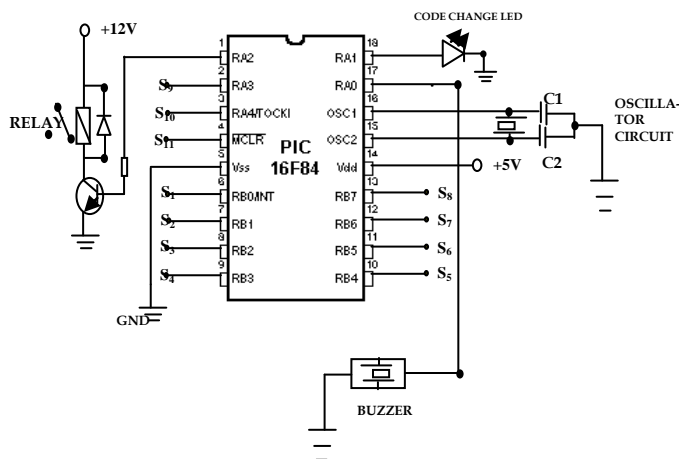 CODE CHANGE LED
+12V
1
18
RA2
RA1
2
17
S9
RA3
RA0
3
16
S10
RA4/TOCKI
OSC1
C1
OSCILLA-
TOR
CIRCUIT
RELAY
4
15
S11
MCLR
OSC2
PIC
16F84
5
14
C2
Vss
Vdd
+5V
6
13
S1
RB0/INT
RB7
S8
7
12
S2
RB1
RB6
S7
8
11
S3
RB2
RB5
S6
9
10
S4
RB3
RB4
S5
GND
BUZZER